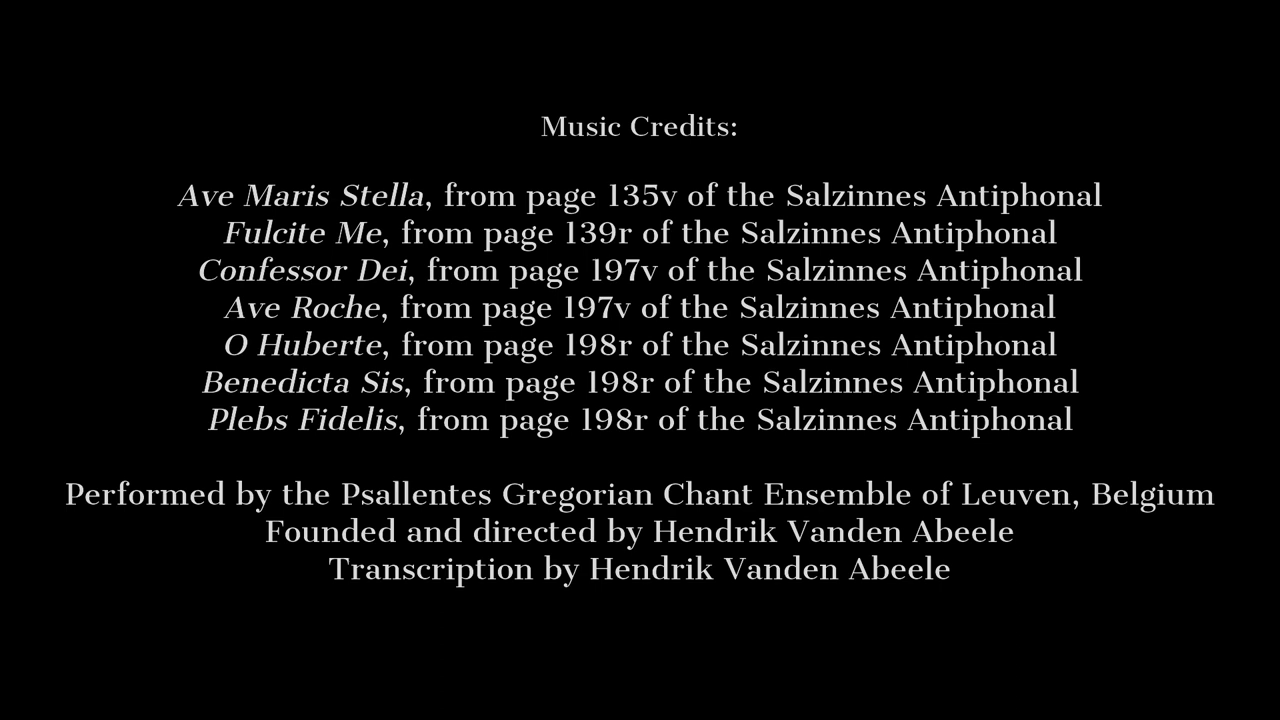 Music Credits:
Ave Maris Stella, from page 135v of the Salzinnes Antiphonal
Fulcite Me, from page 139r of the Salzinnes Antiphonal
Confessor Dei, from page 197v of the Salzinnes Antiphonal
Ave Roche, from page 197v of the Salzinnes Antiphonal
O Huberte, from page 198r of the Salzinnes Antiphonal
Benedicta Sis, from page 198r of the Salzinnes Antiphonal
Plebs Fidelis, from page 198r of the Salzinnes Antiphonal
Performed by the Psallentes Gregorian Chant Ensemble of Leuven, Belgium
Founded and directed by Hendrik Vanden Abeele
Transcription by Hendrik Vanden Abeele